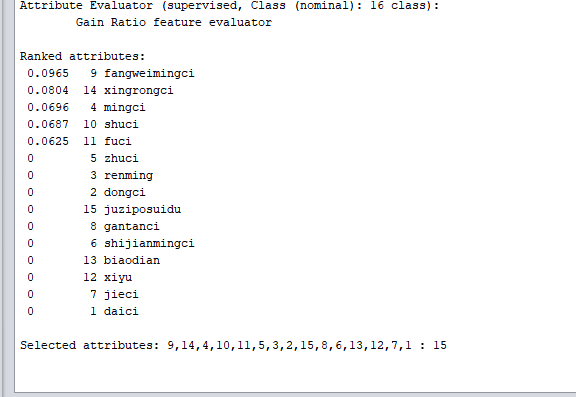 Attribute Evaluator (supervised, Class (nominal): 16 class):
Gain Ratio feature evaluator
Ranked attributes:
0.0965 9 fangweimingci
0.0804 14 xingrongci
0.0696 4 mingci
0.0687 10 shuci
0.0625 11 fuci
0 5 zhuci
0 3 renming
0 2 dongci
0 15 juziposuidu
0 8 gantanci
0 6 shijianmingci
0 13 biaodian
0 12 xiyu
0 7 jieci
0 1 daici
Selected attributes: 9,14,4,10,11,5,3,2,15,8,6,13,12,7,1 : 15